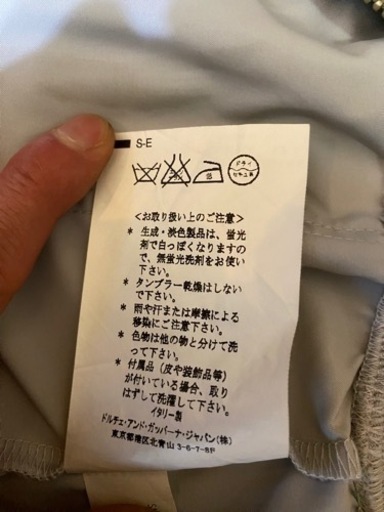 S-E
ドライ
<お取り扱い上のご注意>
* 生成・淡色製品は、蛍光
剤で白っぽくなりますの
で、無蛍光洗剤をお使い
下さい。
* タンブラー乾燥はしない
で下さい。
* 雨や汗または摩擦による
移染にご注意下さい。
* 色物は他の物と分けて洗
って下さい。
* 付属品（皮や装飾品等）
が付いている場合、取り
はずして洗濯して下さい。
イタリー製
ドルチェ・アンド・ガッバーナ・ジャパン(株)
東京都港区北青山 3-6-7-8F